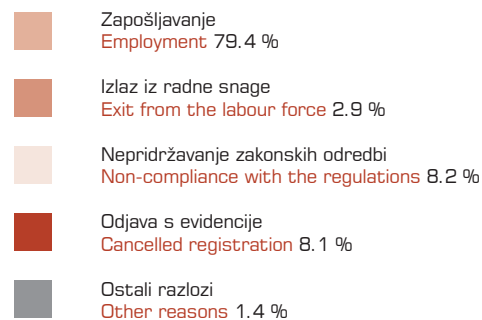 Zapošljavanje
Employment 79.4 %
Izlaz iz radne snage
Exit from the labour force 2.9 %
Nepridržavanje zakonskih odredbi
Non-compliance with the regulations 8.2 %
Odjava s evidencije
Cancelled registration 8.1 %
Ostali razlozi
Other reasons 1.4 %